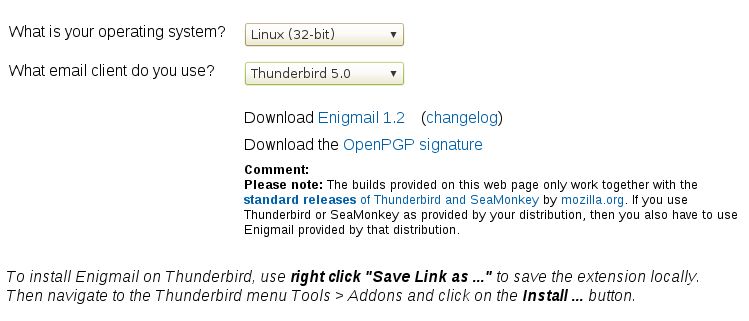 What is your operating system? Linux (32-bit)
What email client do you use? Thunderbird 5.0
Download Enigmail 1.2 (changelog)
Download the OpenPGP signature
Comment:
Please note: The builds provided on this web page only work together with the
standard releases of Thunderbird and SeaMonkey by mozilla.org. If you use
Thunderbird or SeaMonkey as provided by your distribution, then you also have to use
Enigmail provided by that distribution.
To install Enigmail on Thunderbird, use right click "Save Link as ..." to save the extension locally.
Then navigate to the Thunderbird menu Tools > Addons and click on the Install ... button.